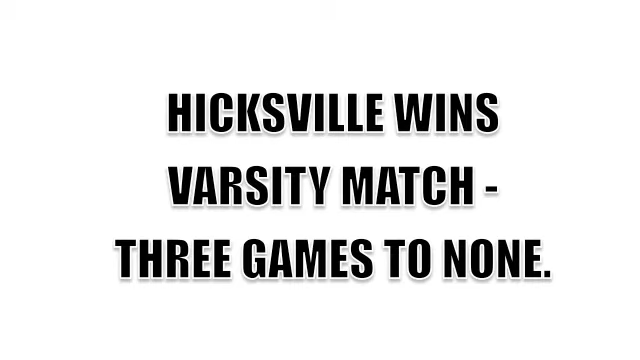 HICKSVILLE WINS
VARSITY MATCH -
THREE GAMES TO NONE.